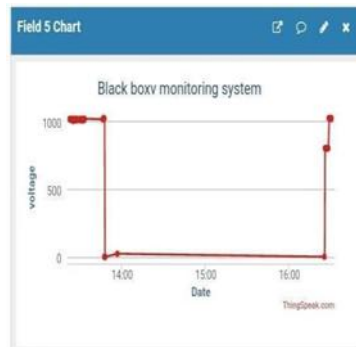 Field 5 Chart
Black boxv monitoring system
voltage
1000
500
0
14:00 15:00 16:00
Date
ThingSpeak.com